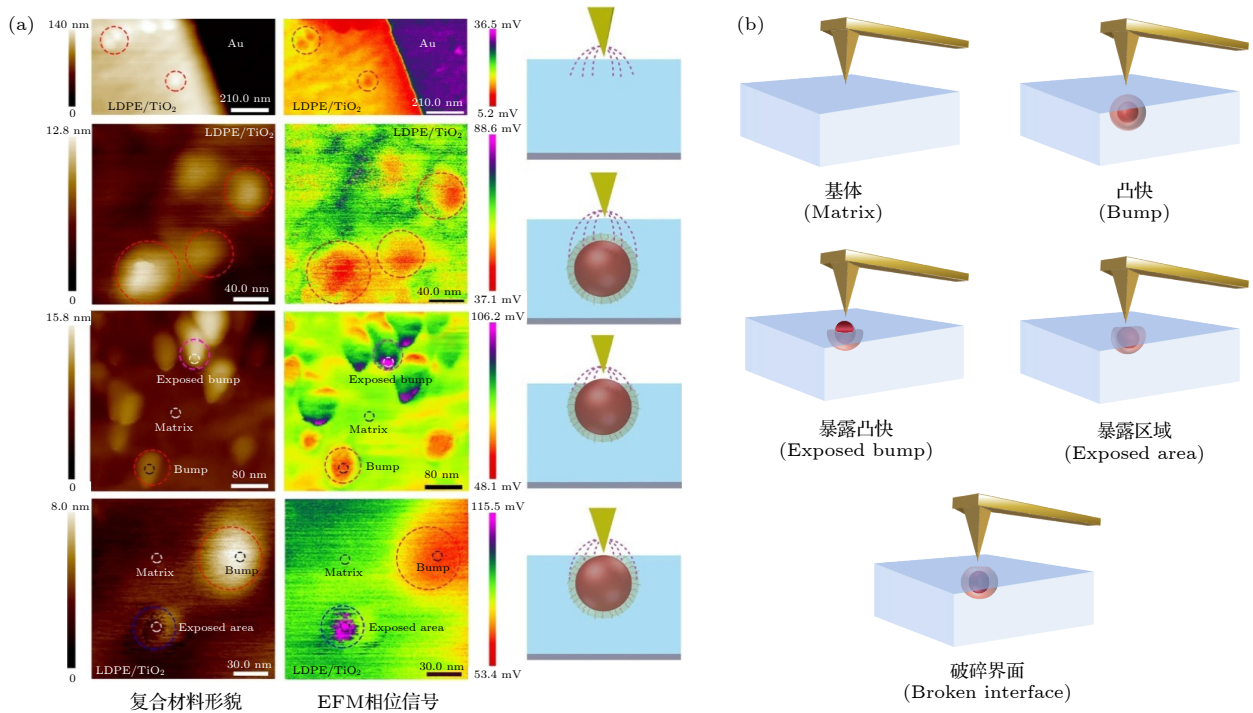 (a)
140 nm
0
Au
LDPE/TiO₂
210.0 nm
36.5 mV
210.0 nm
5.2 mV
12.8 nm
0
LDPE/TiO₂
40.0 nm
LDPE/TiO₂
40.0 nm
88.6 mV
37.1 mV
15.8 nm
0
Exposed bump
Matrix
Bump
80 nm
Exposed bump
Matrix
Bump
80 nm
106.2 mV
48.1 mV
8.0 nm
0
Matrix
Bump
Exposed area
LDPE/TiO₂
30.0 nm
Matrix
Bump
Exposed area
30.0 nm
115.5 mV
53.4 mV
复合材料形貌
EFM相位信号
(b)
基体
(Matrix)
凸快
(Bump)
暴露凸快
(Exposed bump)
暴露区域
(Exposed area)
破碎界面
(Broken interface)